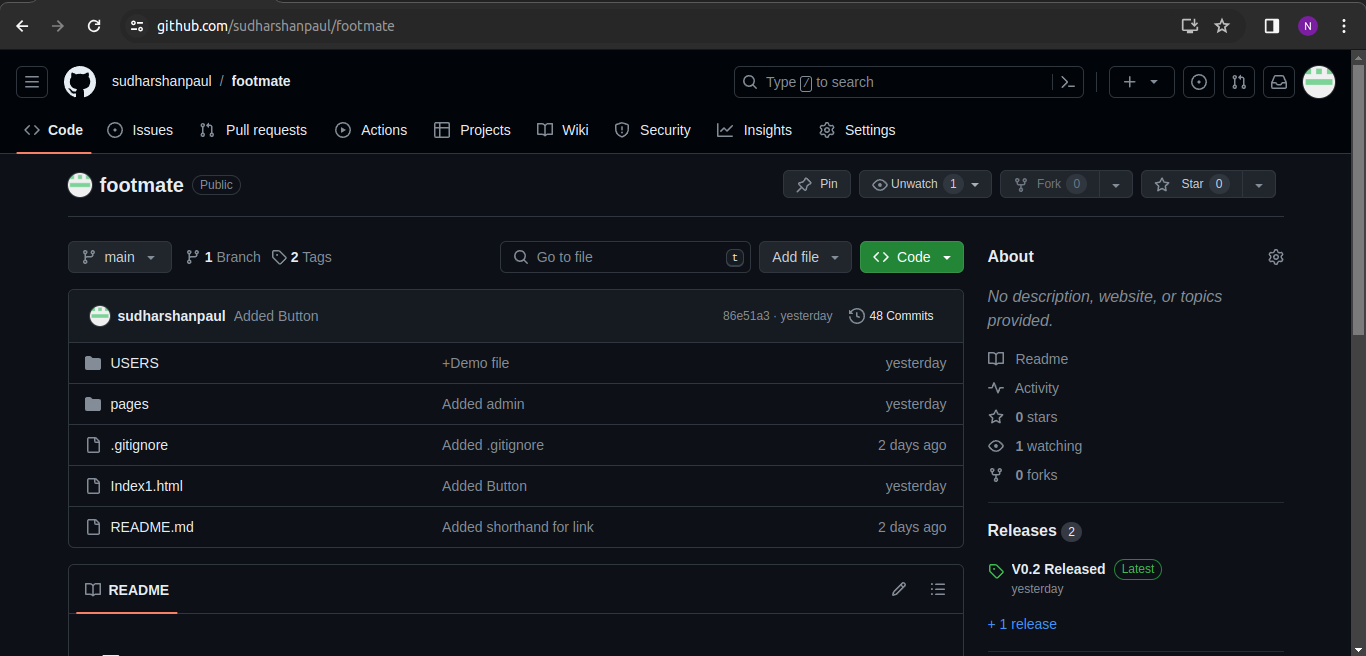 github.com/sudharshanpaul/footmate
N
sudharshanpaul / footmate
Type / to search
Code Issues Pull requests Actions Projects Wiki Security Insights Settings
footmate Public
Pin Unwatch 1 Fork 0 Star 0
main 1 Branch 2 Tags Go to file t Add file Code
sudharshanpaul Added Button 86e51a3 · yesterday 48 Commits
USERS +Demo file yesterday
pages Added admin yesterday
.gitignore Added .gitignore 2 days ago
Index1.html Added Button yesterday
README.md Added shorthand for link 2 days ago
README
About
No description, website, or topics
provided.
Readme
Activity
0 stars
1 watching
0 forks
Releases 2
V0.2 Released Latest
yesterday
+ 1 release